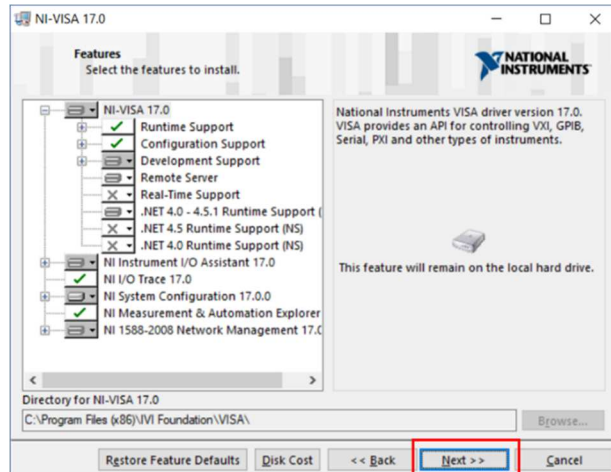 NI-VISA 17.0
Features
Select the features to install.
NATIONAL
INSTRUMENTS
NI-VISA 17.0
Runtime Support
Configuration Support
Development Support
Remote Server
Real-Time Support
.NET 4.0 - 4.5.1 Runtime Support (
.NET 4.5 Runtime Support (NS)
.NET 4.0 Runtime Support (NS)
NI Instrument I/O Assistant 17.0
NI I/O Trace 17.0
NI System Configuration 17.0.0
NI Measurement & Automation Explorer
NI 1588-2008 Network Management 17.0
National Instruments VISA driver version 17.0.
VISA provides an API for controlling VXI, GPIB,
Serial, PXI and other types of instruments.
This feature will remain on the local hard drive.
Directory for NI-VISA 17.0
C:\Program Files (x86)\IVI Foundation\VISA\
Browse...
Restore Feature Defaults
Disk Cost
<< Back
Next >>
Cancel